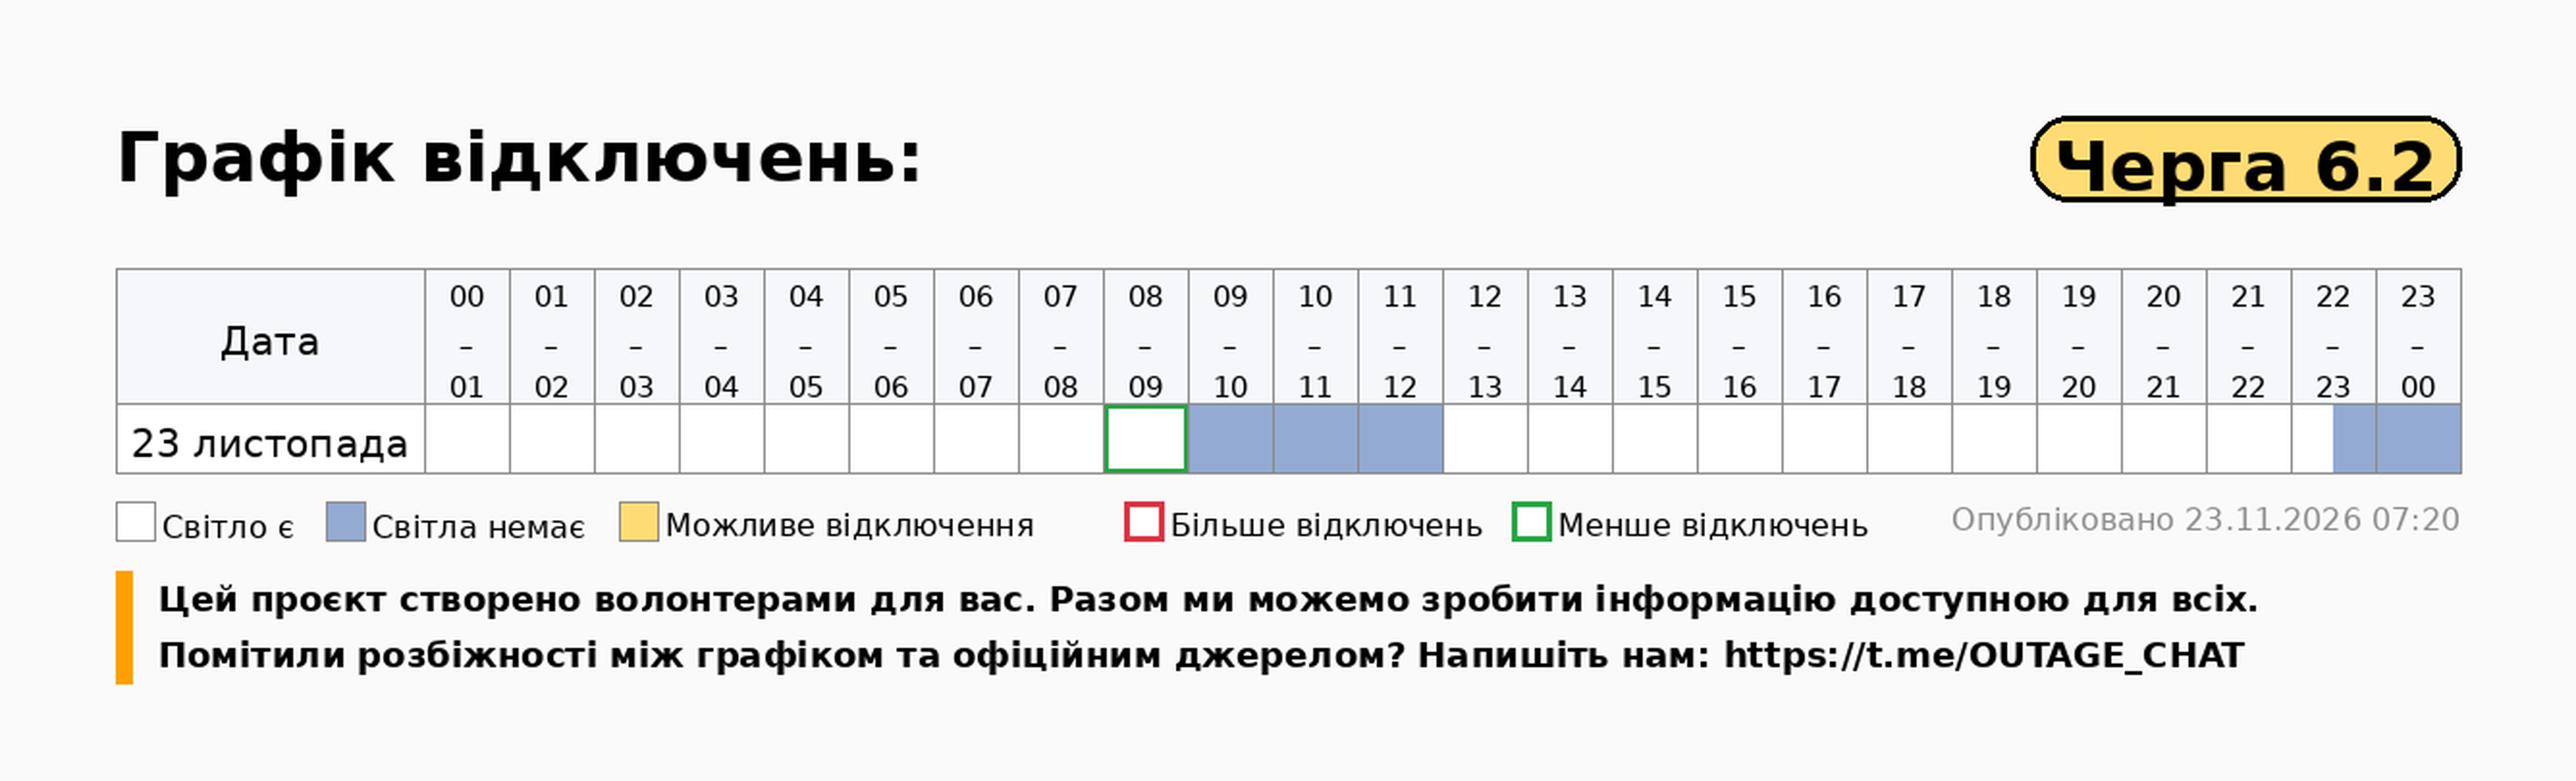 Графік відключень:
Черга 6.2
Дата
00 – 01
01 – 02
02 – 03
03 – 04
04 – 05
05 – 06
06 – 07
07 – 08
08 – 09
09 – 10
10 – 11
11 – 12
12 – 13
13 – 14
14 – 15
15 – 16
16 – 17
17 – 18
18 – 19
19 – 20
20 – 21
21 – 22
22 – 23
23 – 00
23 листопада
Світло є
Світла немає
Можливе відключення
Більше відключень
Менше відключень
Опубліковано 23.11.2026 07:20
Цей проєкт створено волонтерами для вас. Разом ми можемо зробити інформацію доступною для всіх.
Помітили розбіжності між графіком та офіційним джерелом? Напишіть нам: https://t.me/OUTAGE_CHAT